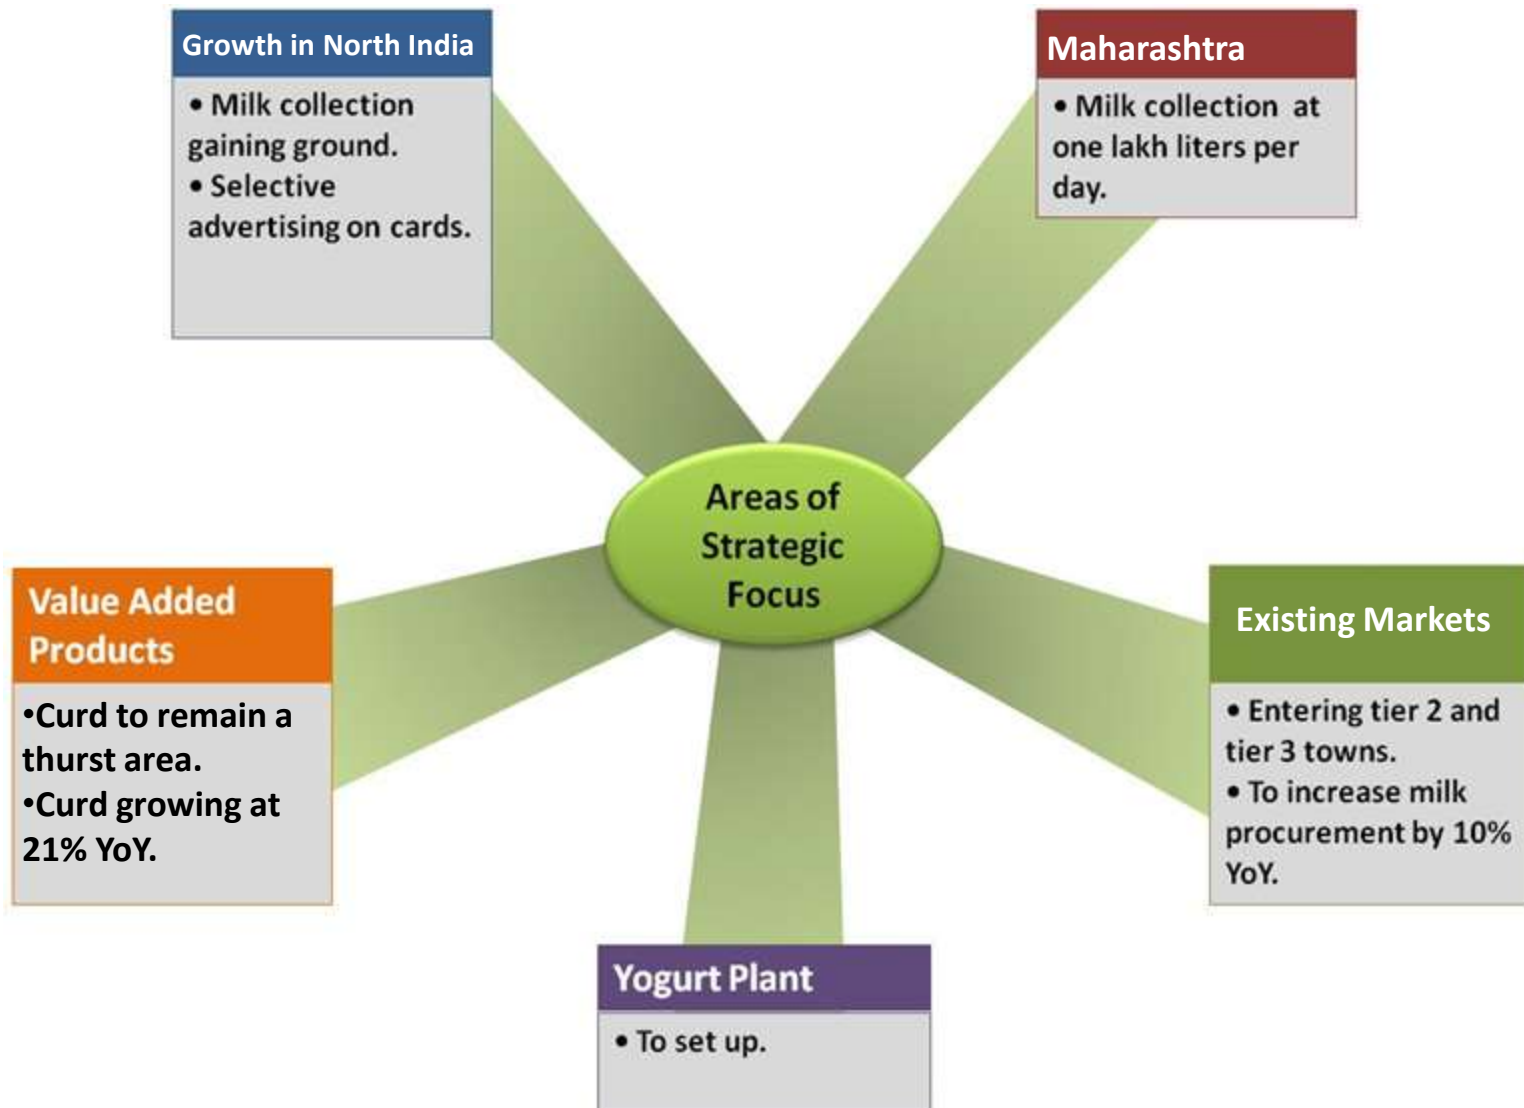 Growth in North India
• Milk collection
gaining ground.
• Selective
advertising on cards.
Maharashtra
• Milk collection at
one lakh liters per
day.
Areas of
Strategic
Focus
Value Added
Products
•Curd to remain a
thurst area.
•Curd growing at
21% YoY.
Existing Markets
• Entering tier 2 and
tier 3 towns.
• To increase milk
procurement by 10%
YoY.
Yogurt Plant
• To set up.